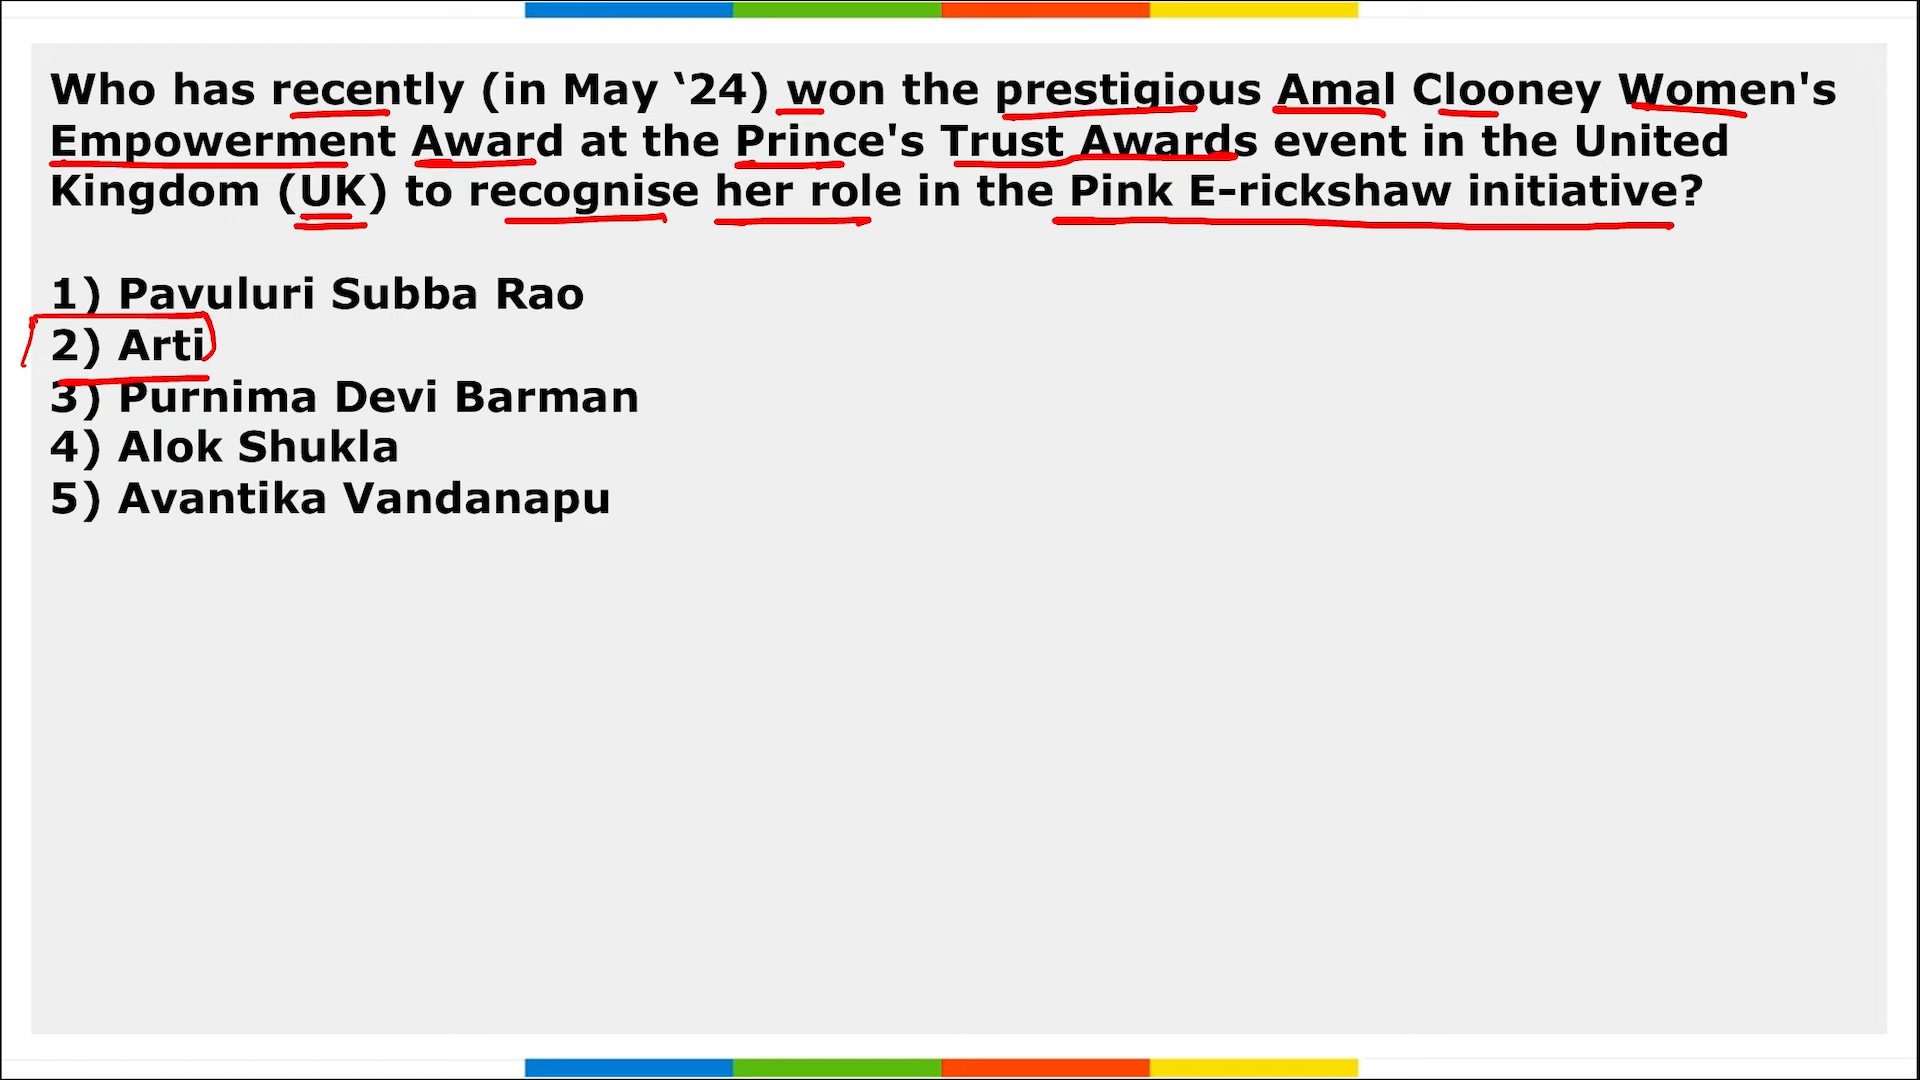 Who has recently (in May ‘24) won the prestigious Amal Clooney Women's
Empowerment Award at the Prince's Trust Awards event in the United
Kingdom (UK) to recognise her role in the Pink E-rickshaw initiative?
1) Pavuluri Subba Rao
2) Arti
3) Purnima Devi Barman
4) Alok Shukla
5) Avantika Vandanapu